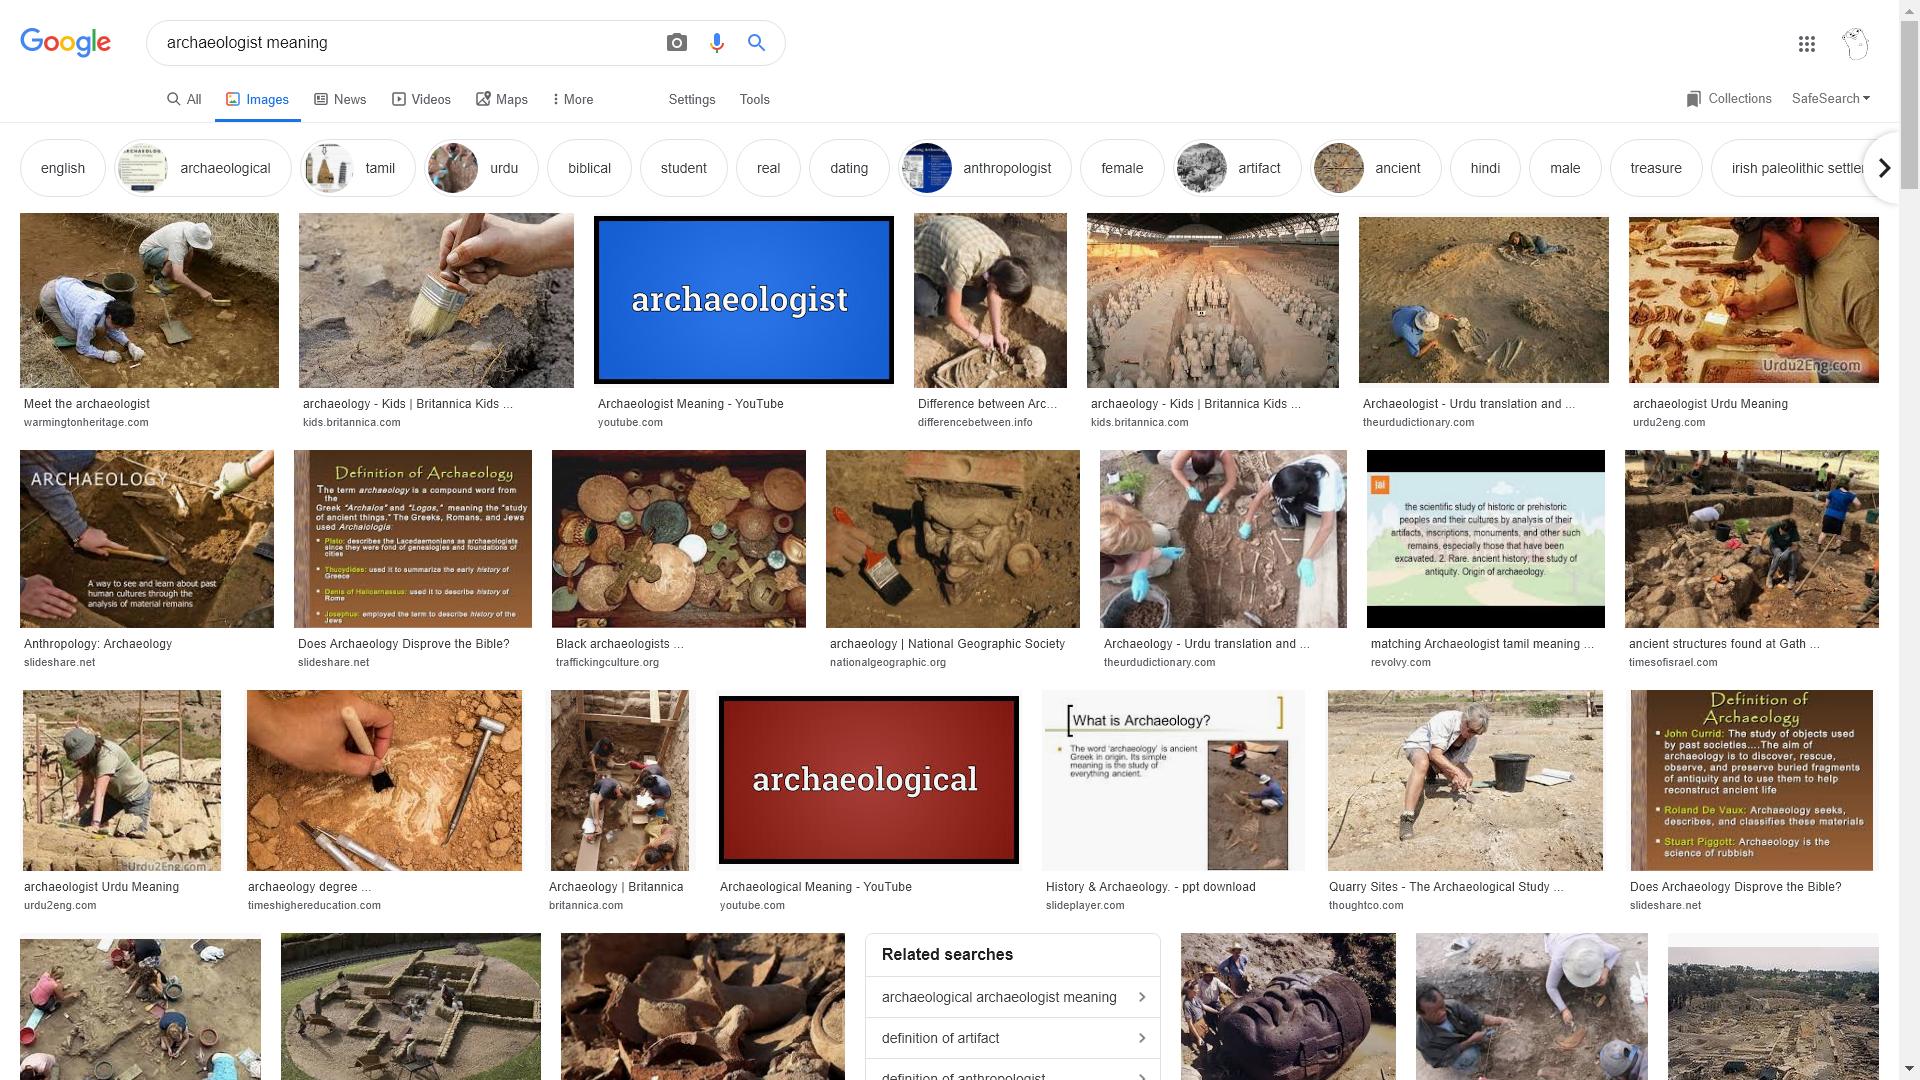 Google
archaeologist meaning
All
Images
News
Videos
Maps
More
Settings
Tools
Collections
SafeSearch
english
archaeological
tamil
urdu
biblical
student
real
dating
anthropologist
female
artifact
ancient
hindi
male
treasure
irish paleolithic settler
archaeologist
Urdu2Eng.com
Meet the archaeologist
warmingtonheritage.com
archaeology - Kids | Britannica Kids ...
kids.britannica.com
Archaeologist Meaning - YouTube
youtube.com
Difference between Arc...
differencebetween.info
archaeology - Kids | Britannica Kids ...
kids.britannica.com
Archaeologist - Urdu translation and ...
theurdudictionary.com
archaeologist Urdu Meaning
urdu2eng.com
ARCHAEOLOGY
A way to see and learn about past
human cultures through the
analysis of material remains
Definition of Archaeology
The term archaeology is a compound word from
the
Greek "Archaios" and "Logos," meaning the "study
of ancient things." The Greeks, Romans, and Jews
used Archaiologia:
Plato: describes the Lacedaemonians as archaeologists
since they were fond of genealogies and foundations of
cities
Thucydides: used it to summarize the early history of
Greece
Denis of Halicarnassus: used it to describe history of
Rome
Josephus: employed the term to describe history of the
Jews
the scientific study of historic or prehistoric
peoples and their cultures by analysis of their
artifacts, inscriptions, monuments, and other such
remains, especially those that have been
excavated. 2. Rare. ancient history; the study of
antiquity. Origin of archaeology.
Anthropology: Archaeology
slideshare.net
Does Archaeology Disprove the Bible?
slideshare.net
Black archaeologists ...
traffickingculture.org
archaeology | National Geographic Society
nationalgeographic.org
Archaeology - Urdu translation and ...
theurdudictionary.com
matching Archaeologist tamil meaning ...
revolvy.com
ancient structures found at Gath ...
timesofisrael.com
Urdu2Eng.com
archaeological
What is Archaeology?
The word 'archaeology' is ancient
Greek in origin. Its simple
meaning is the study of
everything ancient.
Definition of
Archaeology
John Currid: The study of objects used
by past societies....The aim of
archaeology is to discover, rescue,
observe, and preserve buried fragments
of antiquity and to use them to help
reconstruct ancient life
Roland De Vaux: Archaeology seeks,
describes, and classifies these materials
Stuart Piggott: Archaeology is the
science of rubbish
archaeologist Urdu Meaning
urdu2eng.com
archaeology degree ...
timeshighereducation.com
Archaeology | Britannica
britannica.com
Archaeological Meaning - YouTube
youtube.com
History & Archaeology. - ppt download
slideplayer.com
Quarry Sites - The Archaeological Study ...
thoughtco.com
Does Archaeology Disprove the Bible?
slideshare.net
Related searches
archaeological archaeologist meaning
definition of artifact
definition of anthropologist